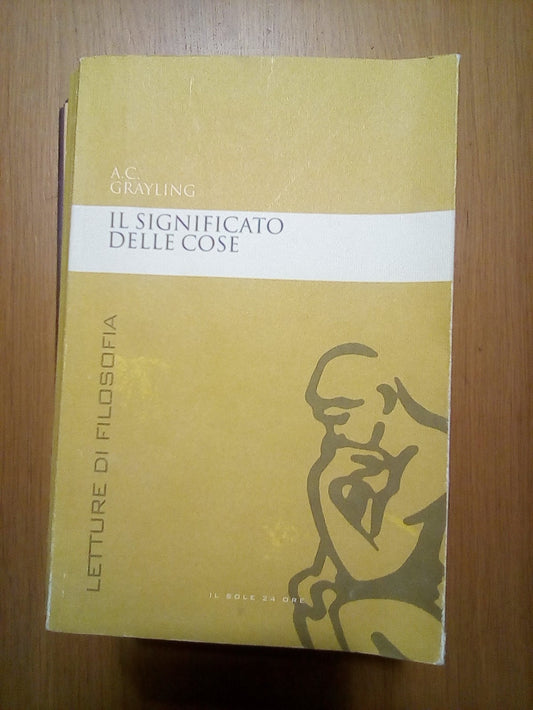 A.C.
GRAYLING
IL SIGNIFICATO
DELLE COSE
LETTURE DI FILOSOFIA
IL SOLE 24 ORE